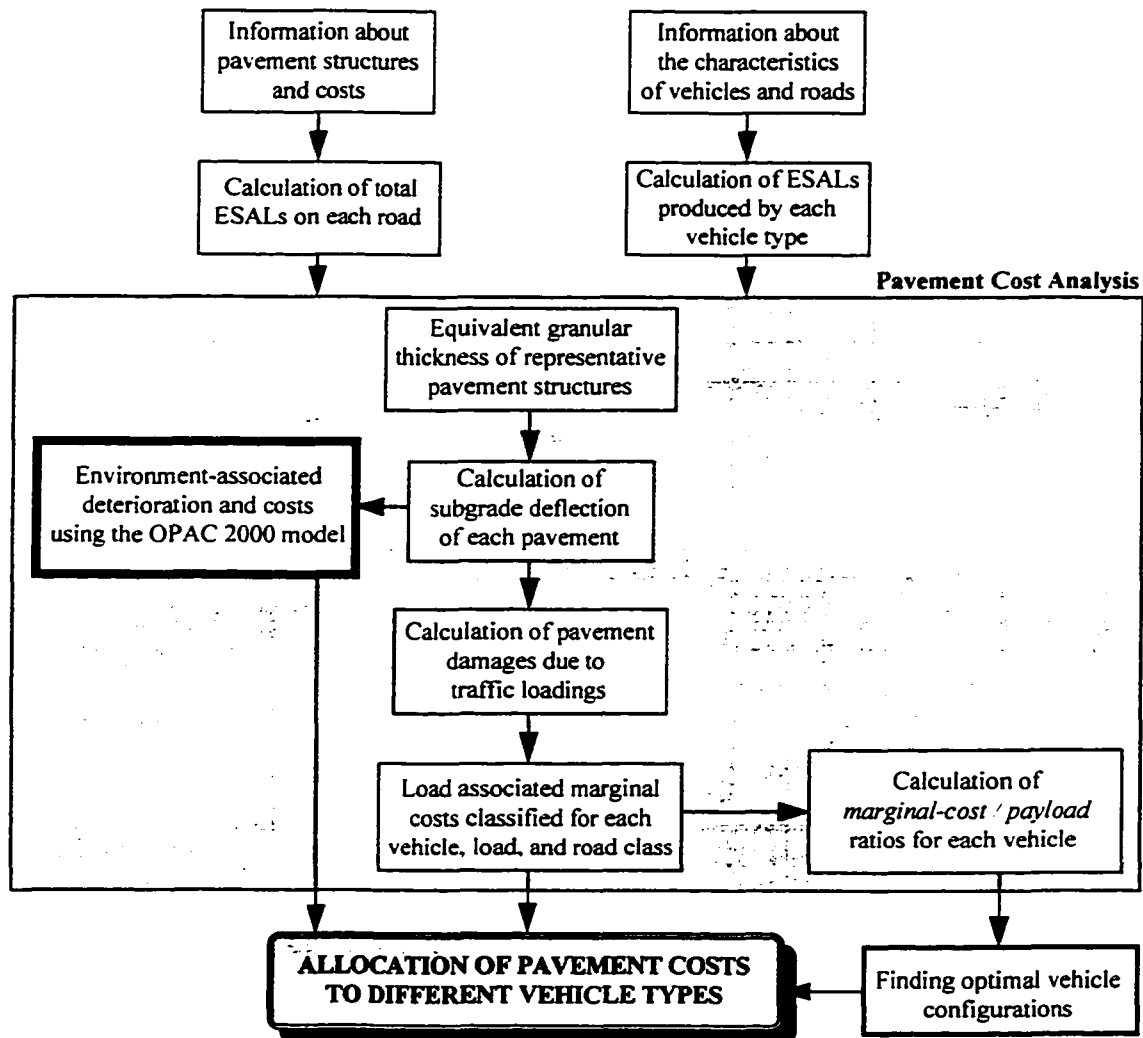 Information about
pavement structures
and costs
Information about
the characteristics
of vehicles and roads
Calculation of total
ESALs on each road
Calculation of ESALs
produced by each
vehicle type
Pavement Cost Analysis
Equivalent granular
thickness of representative
pavement structures
Environment-associated
deterioration and costs
using the OPAC 2000 model
Calculation of
subgrade deflection
of each pavement
Calculation of pavement
damages due to
traffic loadings
Load associated marginal
costs classified for each
vehicle, load, and road class
Calculation of
marginal-cost / payload
ratios for each vehicle
ALLOCATION OF PAVEMENT COSTS
TO DIFFERENT VEHICLE TYPES
Finding optimal vehicle
configurations